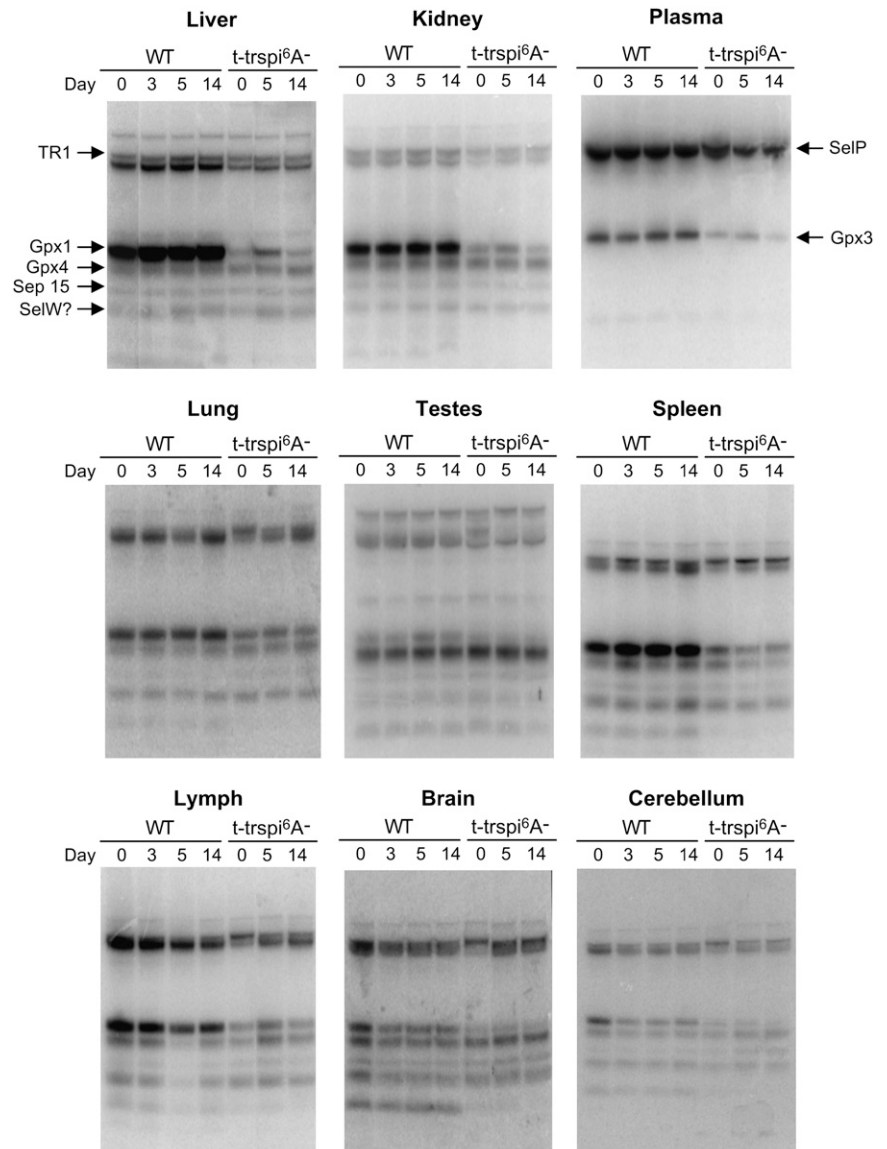 Liver Kidney Plasma
WT t-trspi⁶A- WT t-trspi⁶A- WT t-trspi⁶A-
Day 0 3 5 14 0 5 14 0 3 5 14 0 5 14 0 3 5 14 0 5 14
TR1
SelP
Gpx3
Gpx1
Gpx4
Sep 15
SelW?
Lung Testes Spleen
WT t-trspi⁶A- WT t-trspi⁶A- WT t-trspi⁶A-
Day 0 3 5 14 0 5 14 0 3 5 14 0 5 14 0 3 5 14 0 5 14
Lymph Brain Cerebellum
WT t-trspi⁶A- WT t-trspi⁶A- WT t-trspi⁶A-
Day 0 3 5 14 0 5 14 0 3 5 14 0 5 14 0 3 5 14 0 5 14